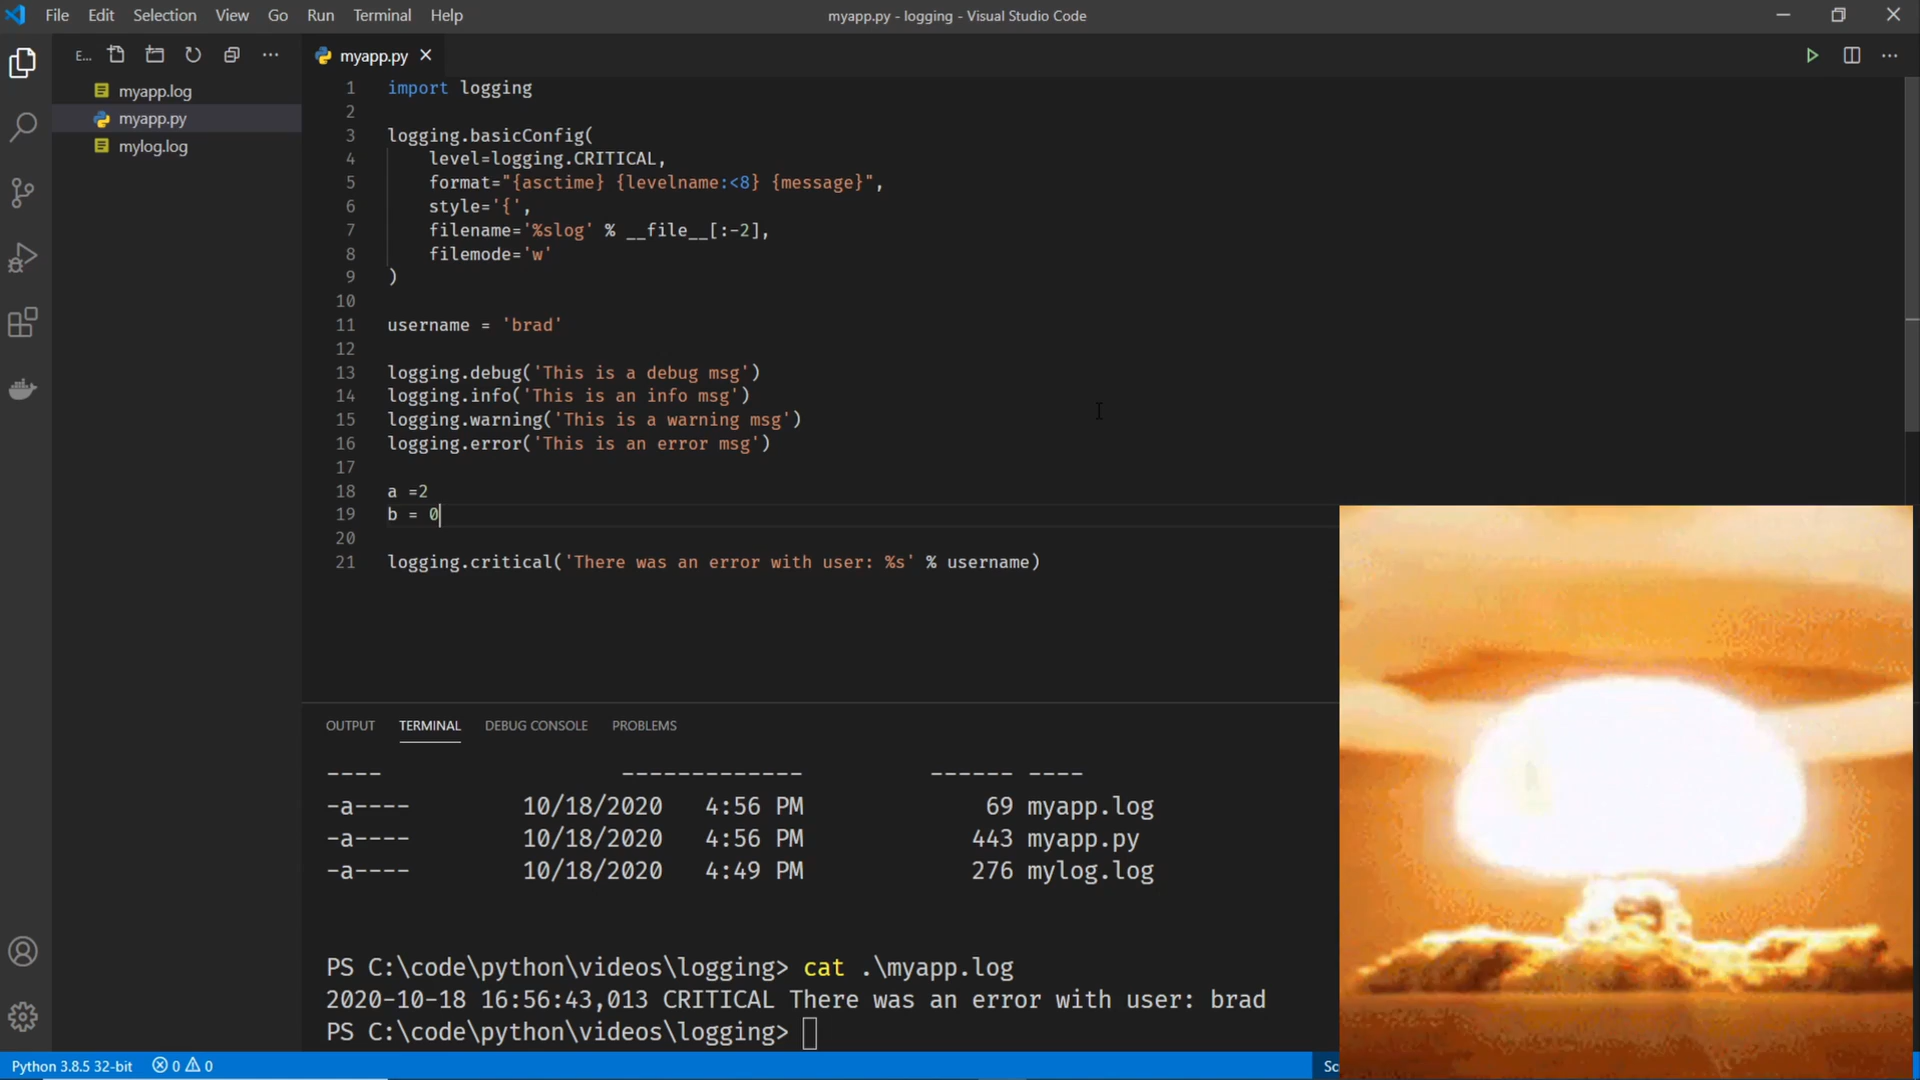 File Edit Selection View Go Run Terminal Help
myapp.py - logging - Visual Studio Code
E...
myapp.log
myapp.py
mylog.log
myapp.py
1 import logging
2
3 logging.basicConfig(
4 level=logging.CRITICAL,
5 format="{asctime} {levelname:<8} {message}",
6 style='{',
7 filename='%slog' % __file__[:-2],
8 filemode='w'
9 )
10
11 username = 'brad'
12
13 logging.debug('This is a debug msg')
14 logging.info('This is an info msg')
15 logging.warning('This is a warning msg')
16 logging.error('This is an error msg')
17
18 a =2
19 b = 0
20
21 logging.critical('There was an error with user: %s' % username)
OUTPUT TERMINAL DEBUG CONSOLE PROBLEMS
---- ------------- ------ ----
-a---- 10/18/2020 4:56 PM 69 myapp.log
-a---- 10/18/2020 4:56 PM 443 myapp.py
-a---- 10/18/2020 4:49 PM 276 mylog.log
PS C:\code\python\videos\logging> cat .\myapp.log
2020-10-18 16:56:43,013 CRITICAL There was an error with user: brad
PS C:\code\python\videos\logging>
Python 3.8.5 32-bit 0 0 Sc